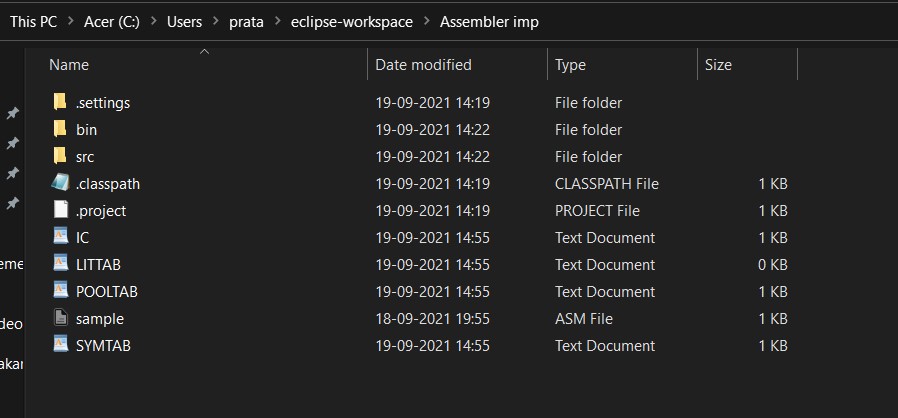 This PC > Acer (C:) > Users > prata > eclipse-workspace > Assembler imp
Name Date modified Type Size
.settings 19-09-2021 14:19 File folder
bin 19-09-2021 14:22 File folder
src 19-09-2021 14:22 File folder
.classpath 19-09-2021 14:19 CLASSPATH File 1 KB
.project 19-09-2021 14:19 PROJECT File 1 KB
IC 19-09-2021 14:55 Text Document 1 KB
eme LITTAB 19-09-2021 14:55 Text Document 0 KB
POOLTAB 19-09-2021 14:55 Text Document 1 KB
deo sample 18-09-2021 19:55 ASM File 1 KB
SYMTAB 19-09-2021 14:55 Text Document 1 KB
akar